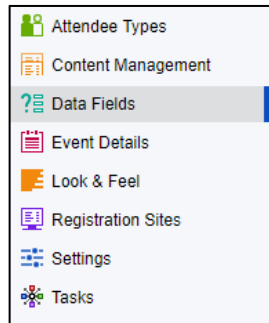 Attendee Types
Content Management
Data Fields
Event Details
Look & Feel
Registration Sites
Settings
Tasks